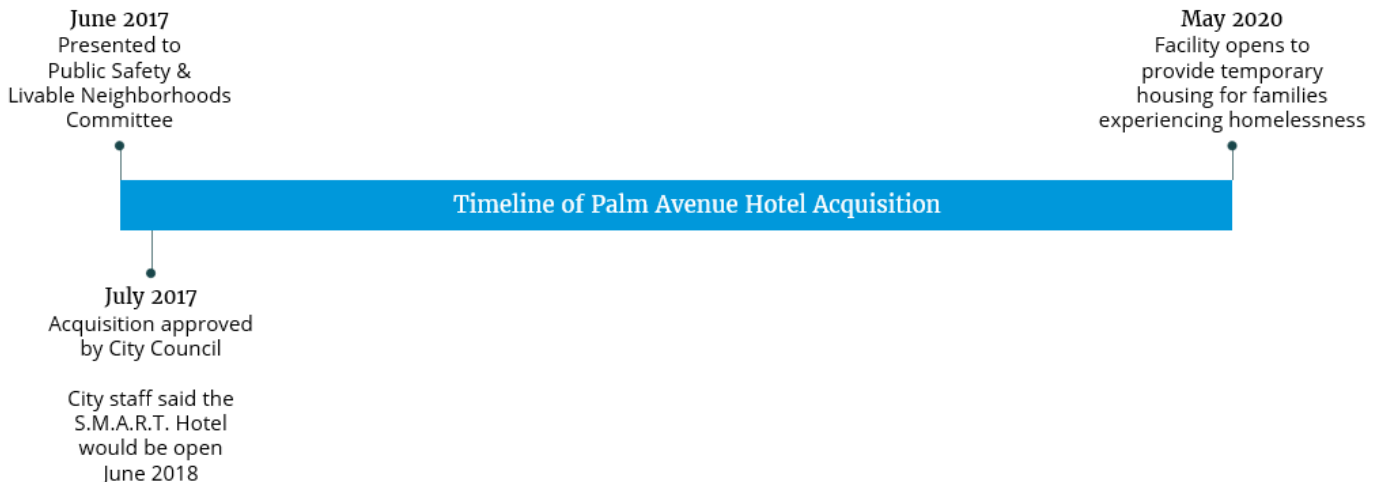 June 2017
Presented to
Public Safety &
Livable Neighborhoods
Committee
May 2020
Facility opens to
provide temporary
housing for families
experiencing homelessness
Timeline of Palm Avenue Hotel Acquisition
July 2017
Acquisition approved
by City Council
City staff said the
S.M.A.R.T. Hotel
would be open
June 2018